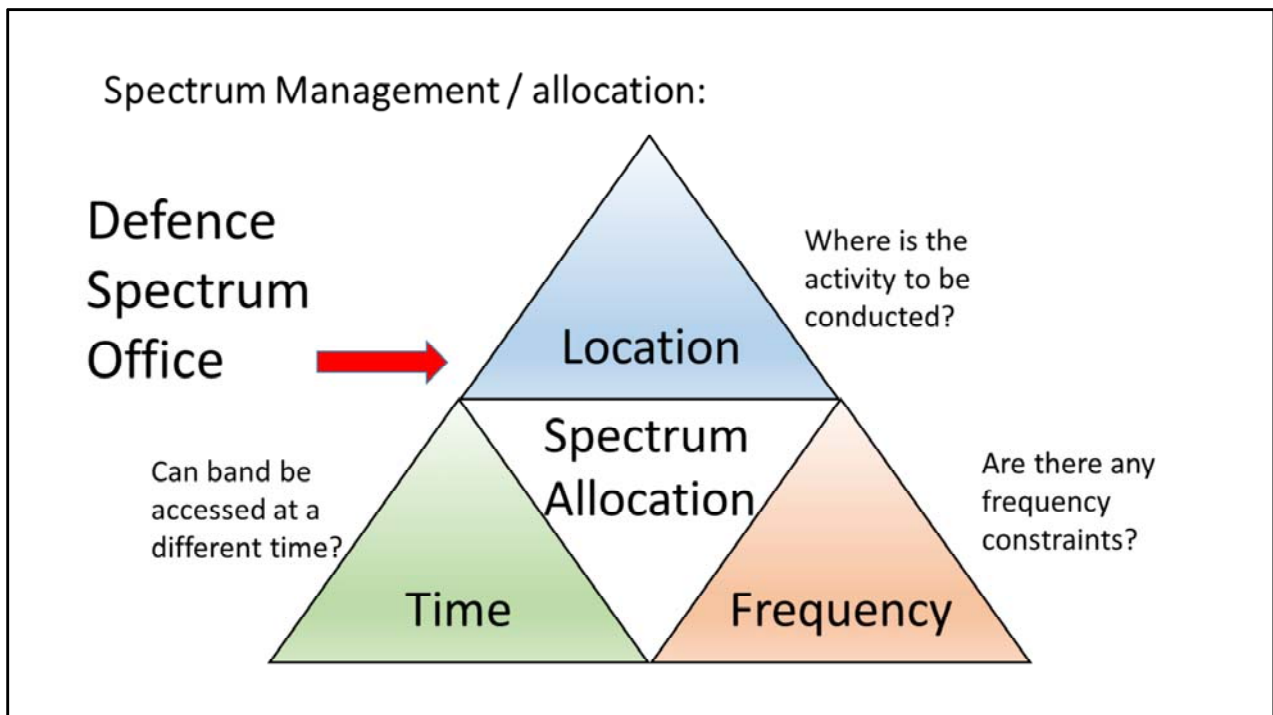 Spectrum Management / allocation:
Defence
Spectrum
Office
Where is the
activity to be
conducted?
Location
Spectrum
Allocation
Can band be
accessed at a
different time?
Are there any
frequency
constraints?
Time
Frequency